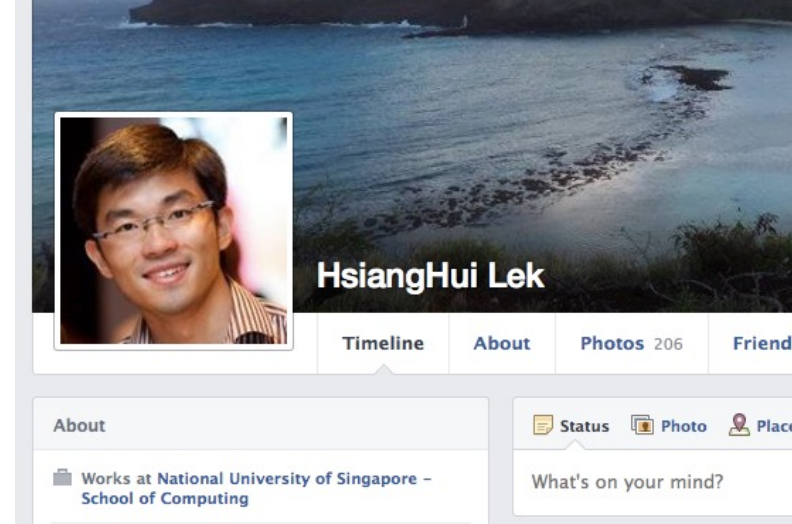 HsiangHui Lek
Timeline
About
Photos 206
Friend
About
Works at National University of Singapore –
School of Computing
Status
Photo
Place
What's on your mind?